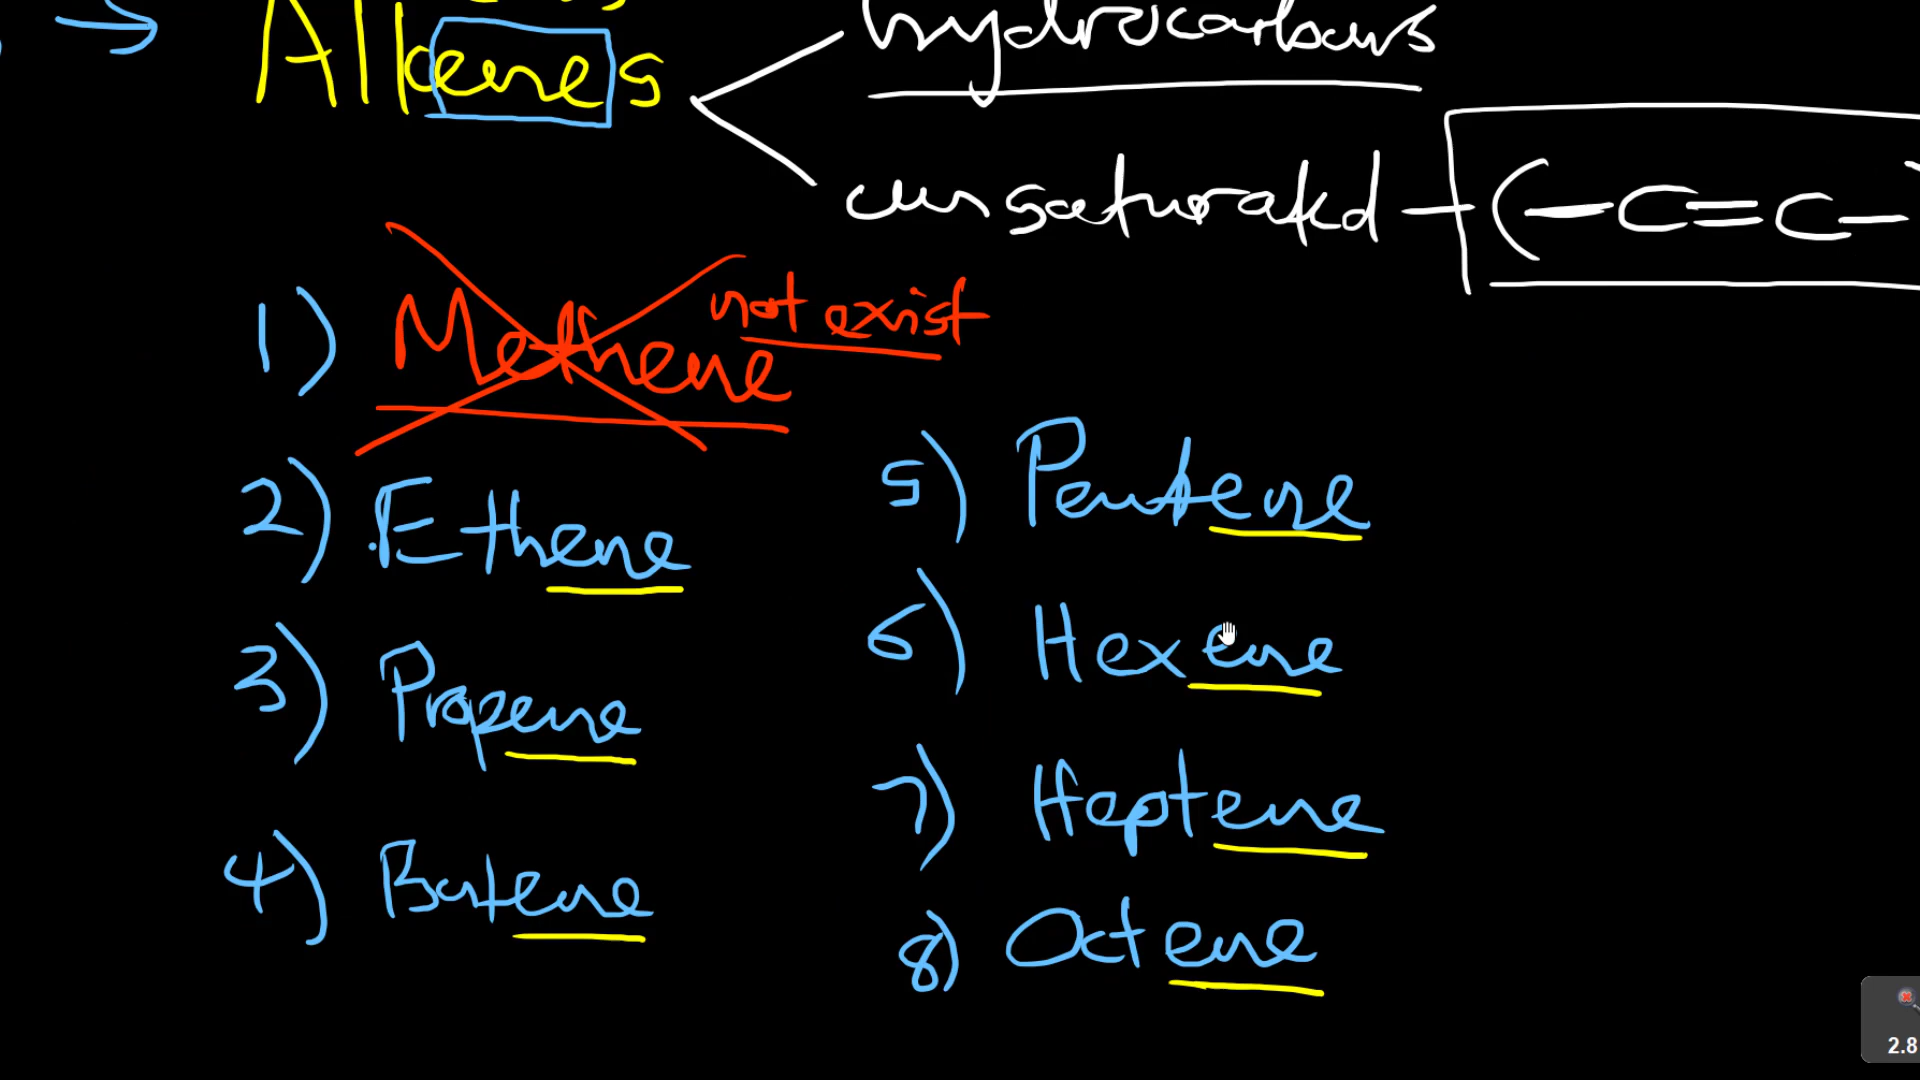 Alkenes
hydrocarbons
unsaturated – (–C=C–
1) Methene not exist
2) Ethene
3) Propene
4) Butene
5) Pentene
6) Hexene
7) Heptene
8) Octene
2.8